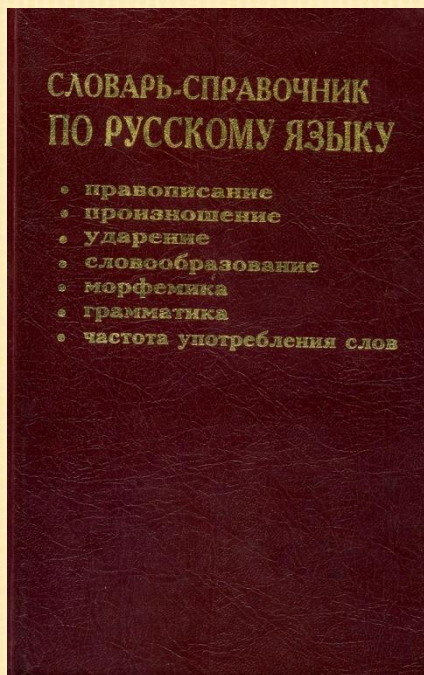 СЛОВАРЬ-СПРАВОЧНИК
ПО РУССКОМУ ЯЗЫКУ
• правописание
• произношение
• ударение
• словообразование
• морфемика
• грамматика
• частота употребления слов